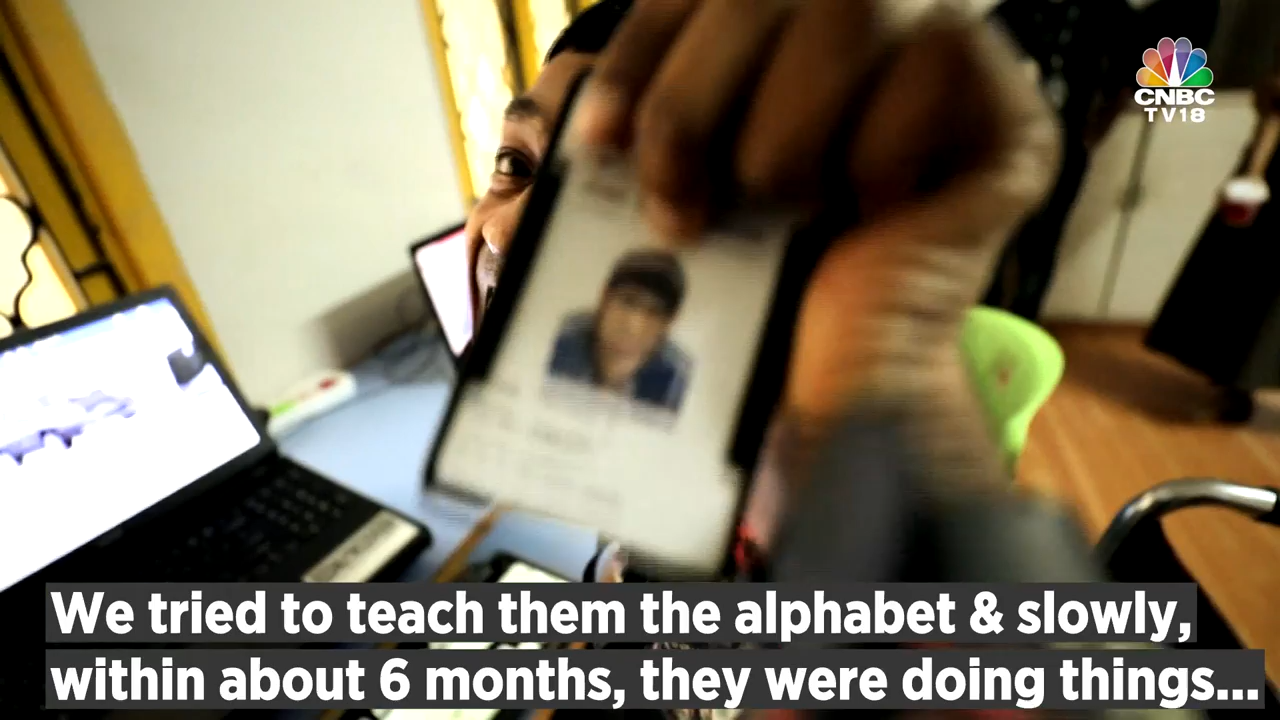 CNBC
TV18
We tried to teach them the alphabet & slowly,
within about 6 months, they were doing things...